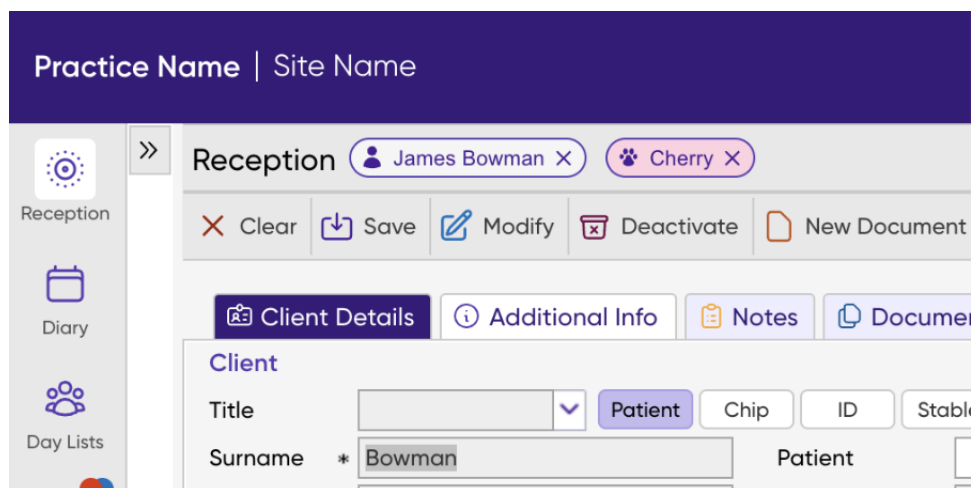 Practice Name | Site Name
Reception
Diary
Day Lists
Reception James Bowman Cherry
Clear Save Modify Deactivate New Document
Client Details Additional Info Notes
Client
Title Patient Chip ID
Surname * Bowman Patient